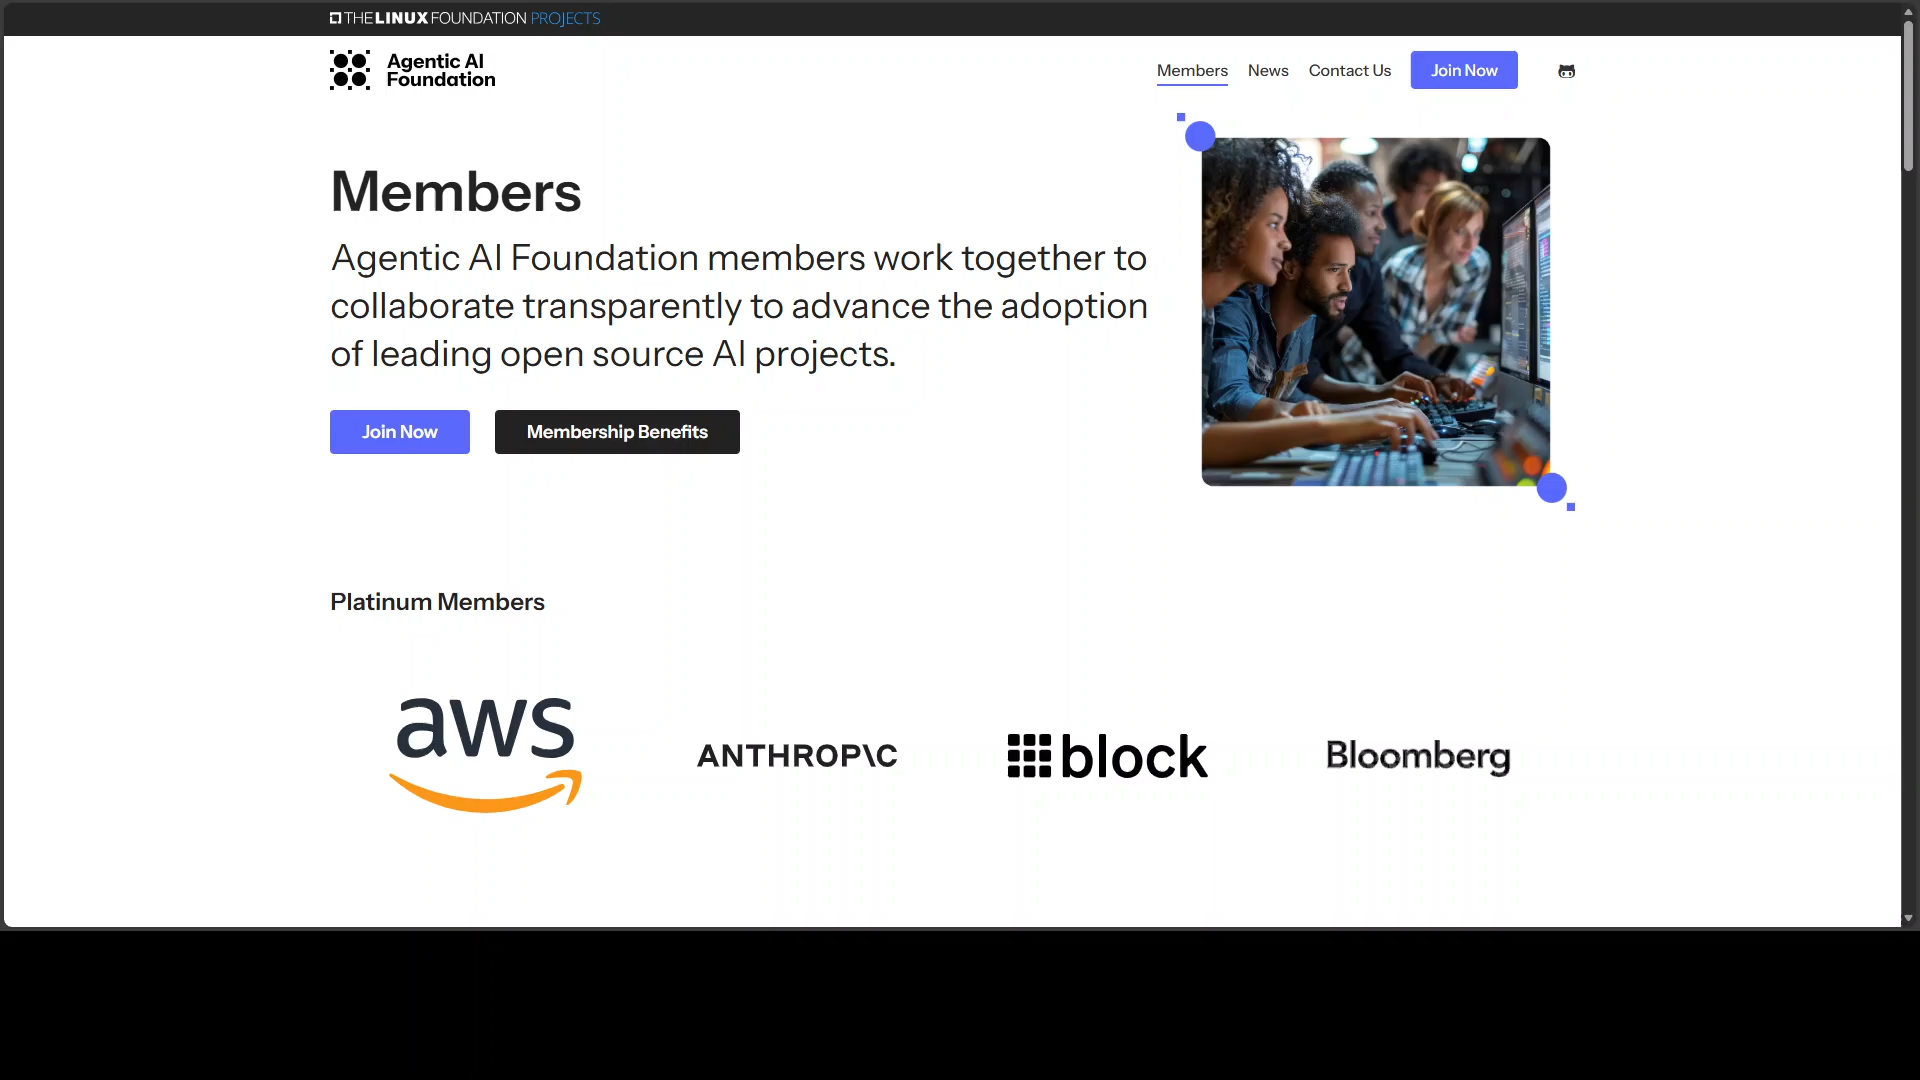 THE LINUX FOUNDATION PROJECTS
Agentic AI
Foundation
Members
News
Contact Us
Join Now
Members
Agentic AI Foundation members work together to
collaborate transparently to advance the adoption
of leading open source AI projects.
Join Now
Membership Benefits
Platinum Members
aws
ANTHROP\C
block
Bloomberg